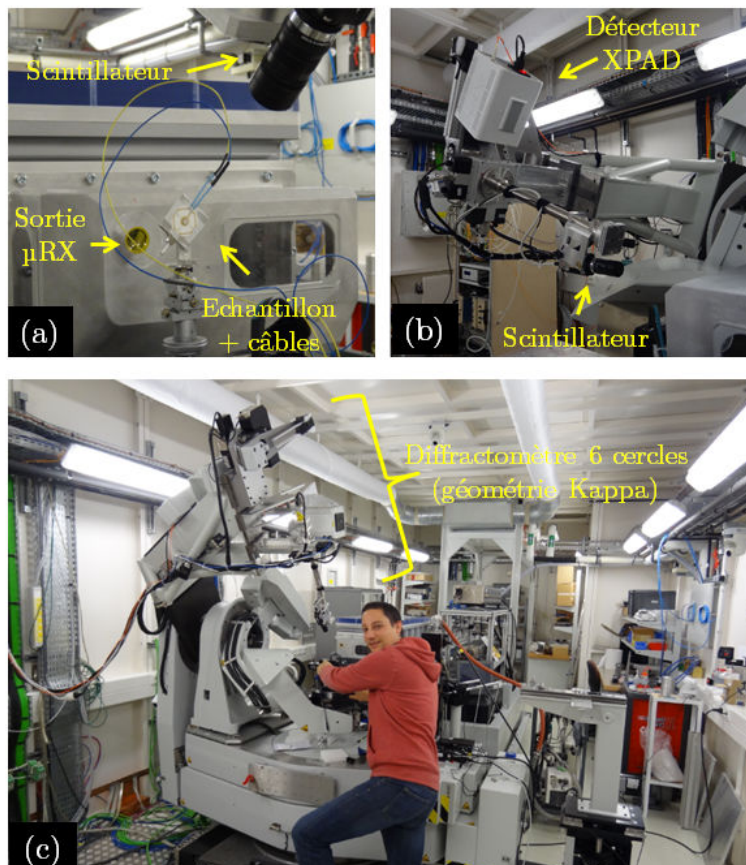 Scintillateur
Sortie
µRX
Echantillon
+ câbles
(a)
Détecteur
XPAD
Scintillateur
(b)
Diffractomètre 6 cercles
(géométrie Kappa)
(c)